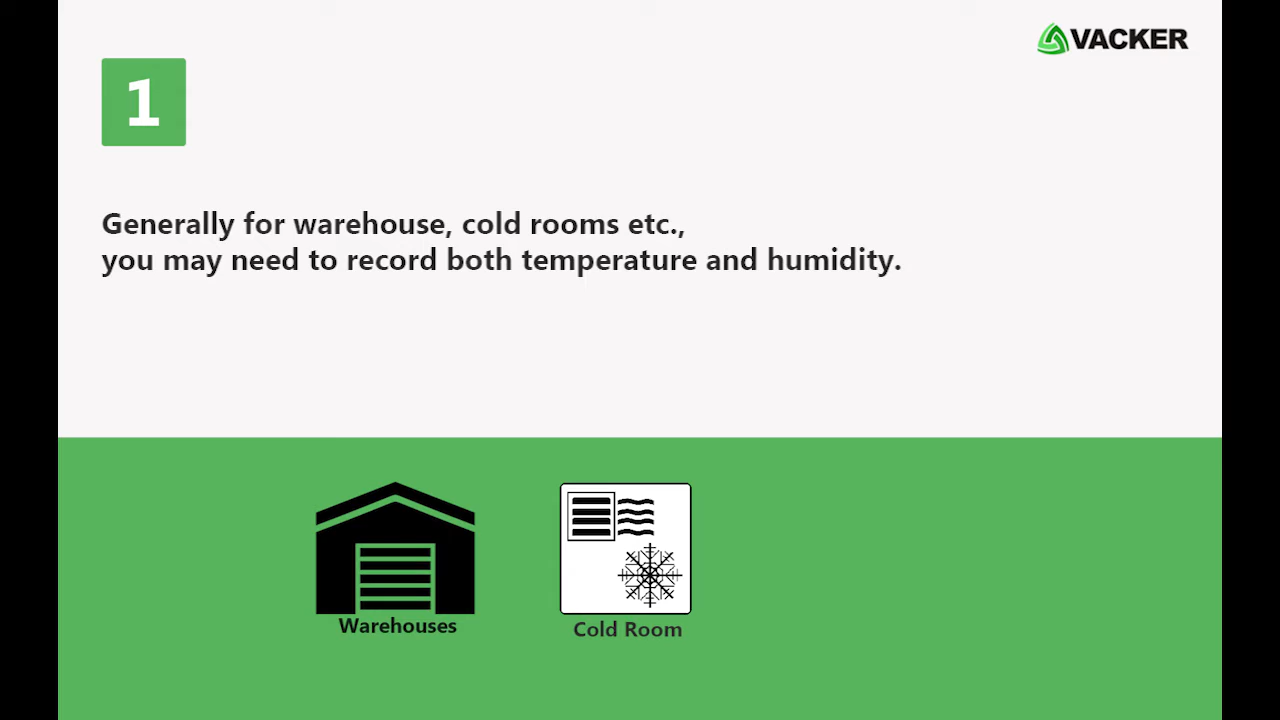 VACKER
1
Generally for warehouse, cold rooms etc.,
you may need to record both temperature and humidity.
Warehouses
Cold Room